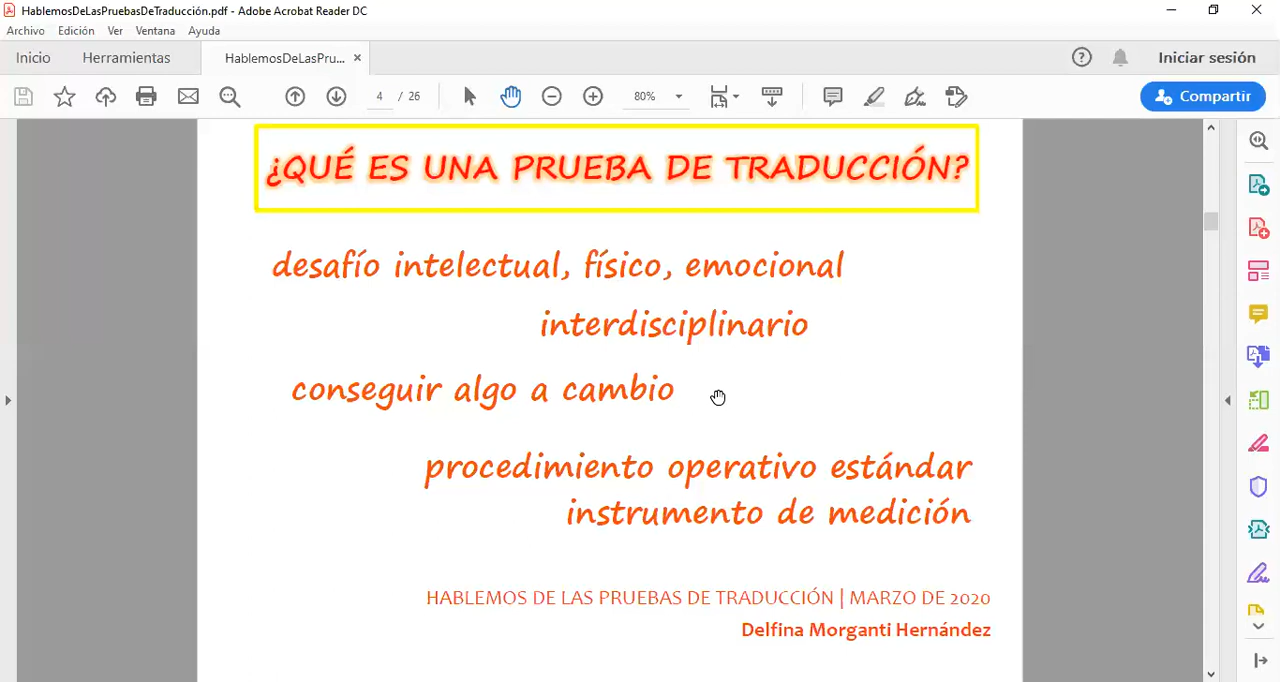 HablemosDeLasPruebasDeTraducción.pdf - Adobe Acrobat Reader DC
Archivo Edición Ver Ventana Ayuda
Inicio Herramientas HablemosDeLasPru... × Iniciar sesión
4 / 26 80% Compartir
¿QUÉ ES UNA PRUEBA DE TRADUCCIÓN?
desafío intelectual, físico, emocional
interdisciplinario
conseguir algo a cambio
procedimiento operativo estándar
instrumento de medición
HABLEMOS DE LAS PRUEBAS DE TRADUCCIÓN | MARZO DE 2020
Delfina Morganti Hernández